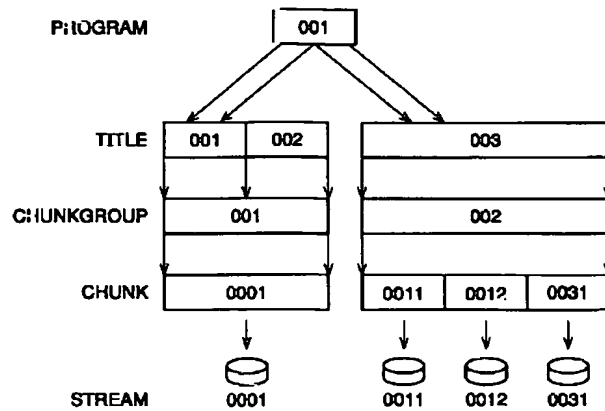 PROGRAM 001
TITLE 001 002 003
CHUNKGROUP 001 002
CHUNK 0001 0011 0012 0031
STREAM 0001 0011 0012 0031